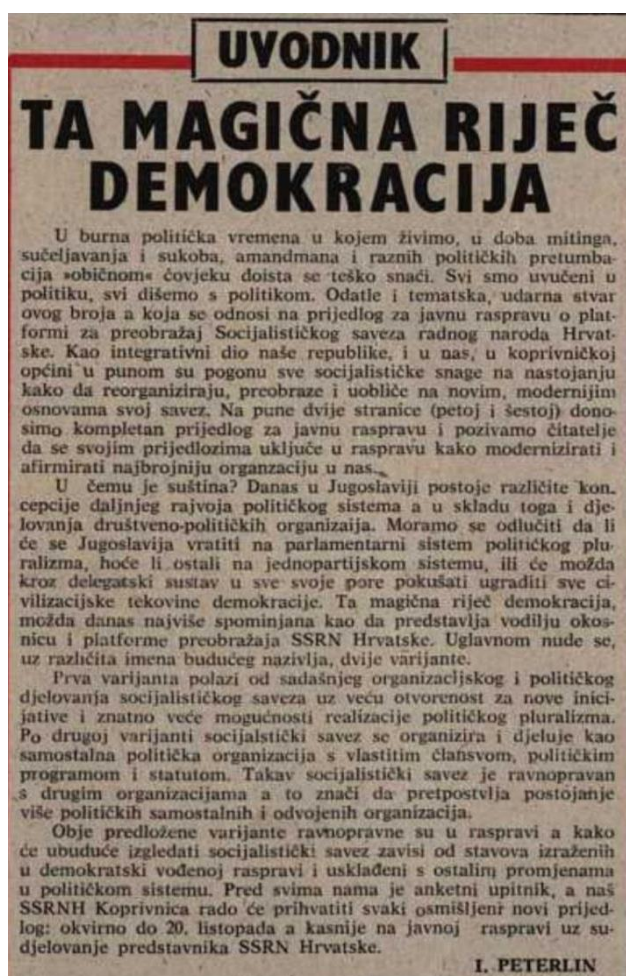 UVODNIK
TA MAGIČNA RIJEČ
DEMOKRACIJA
U burna politička vremena u kojem živimo, u doba mitinga,
sučeljavanja i sukoba, amandmana i raznih političkih pretumba-
cija »običnom« čovjeku doista se teško snaći. Svi smo uvučeni u
politiku, svi dišemo s politikom. Odatle i tematska, udarna stvar
ovog broja a koja se odnosi na prijedlog za javnu raspravu o plat-
formi za preobražaj Socijalističkog saveza radnog naroda Hrvat-
ske. Kao integrativni dio naše republike, i u nas, u koprivničkoj
općini u punom su pogonu sve socijalističke snage na nastojanju
kako da reorganiziraju, preobraze i uobliče na novim, modernijim
osnovama svoj savez. Na pune dvije stranice (petoj i šestoj) dono-
simo kompletan prijedlog za javnu raspravu i pozivamo čitatelje
da se svojim prijedlozima uključe u raspravu kako modernizirati i
afirmirati najbrojniju organzaciju u nas.
U čemu je suština? Danas u Jugoslaviji postoje različite kon-
cepcije daljnjeg rajvoja političkog sistema a u skladu toga i dje-
lovanja društveno-političkih organizaija. Moramo se odlučiti da li
će se Jugoslavija vratiti na parlamentarni sistem političkog plu-
ralizma, hoće li ostali na jednopartijskom sistemu, ili će možda
kroz delegatski sustav u sve svoje pore pokušati ugraditi sve ci-
vilizacijske tekovine demokracije. Ta magična riječ demokracija,
možda danas najviše spominjana kao da predstavlja vodilju okos-
nicu i platforme preobražaja SSRN Hrvatske. Uglavnom nude se,
uz različita imena budućeg nazivlja, dvije varijante.
Prva varijanta polazi od sadašnjeg organizacijskog i političkog
djelovanja socijalističkog saveza uz veću otvorenost za nove inici-
jative i znatno veće mogućnosti realizacije političkog pluralizma.
Po drugoj varijanti socijalstički savez se organizira i djeluje kao
samostalna politička organizacija s vlastitim članstvom, političkim
programom i statutom. Takav socijalistički savez je ravnopravan
s drugim organizacijama a to znači da pretpostvlja postojanje
više političkih samostalnih i odvojenih organizacija.
Obje predložene varijante ravnopravne su u raspravi a kako
će ubuduće izgledati socijalistički savez zavisi od stavova izraženih
u demokratski vođenoj raspravi i usklađeni s ostalim promjenama
u političkom sistemu. Pred svima nama je anketni upitnik, a naš
SSRNH Koprivnica rado će prihvatiti svaki osmišljeni novi prijed-
log: okvirno do 20. listopada a kasnije na javnoj raspravi uz su-
djelovanje predstavnika SSRN Hrvatske.
I. PETERLIN